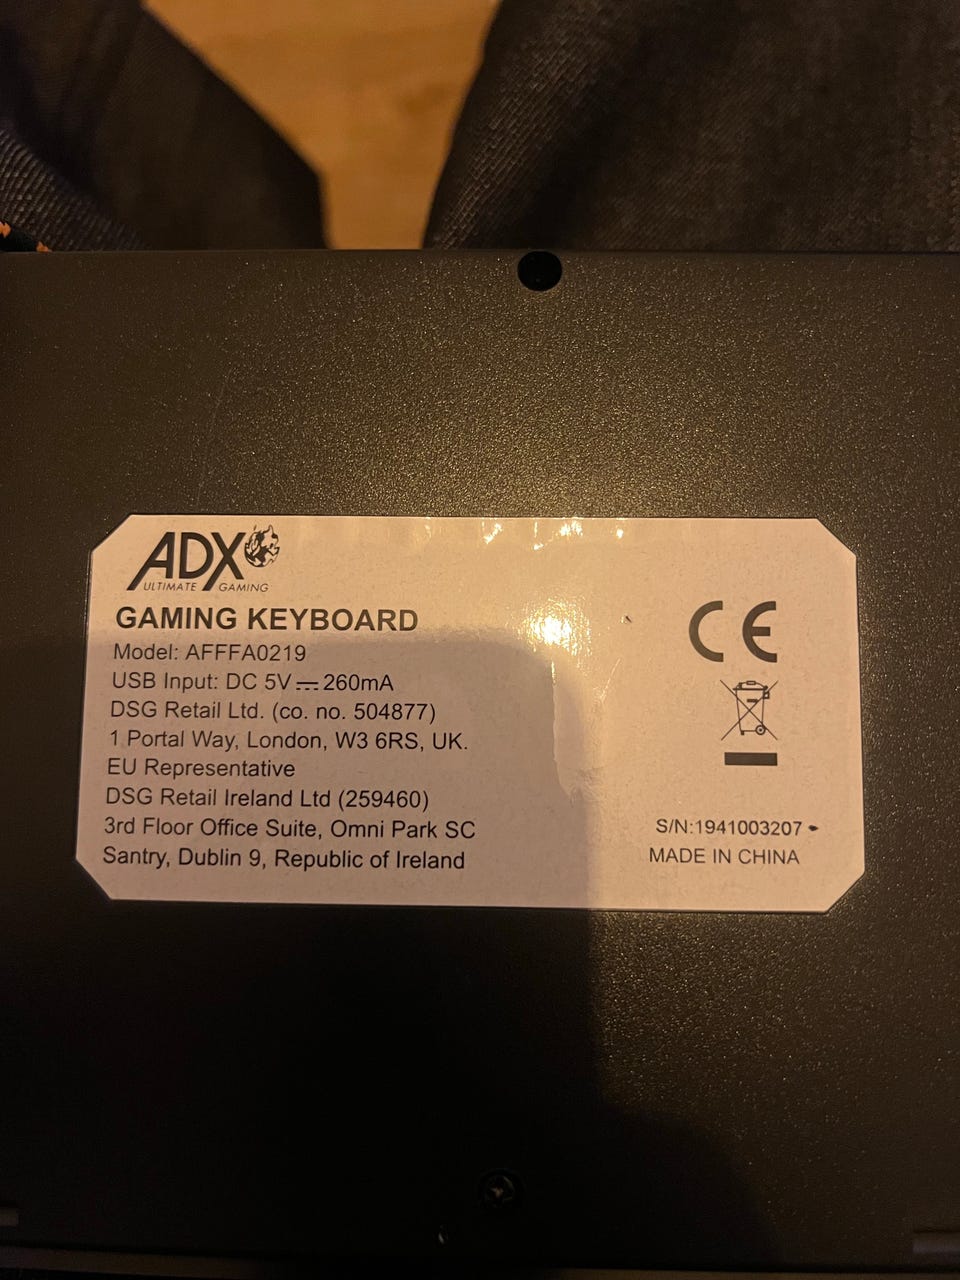 ADX
ULTIMATE GAMING
GAMING KEYBOARD
Model: AFFFA0219
USB Input: DC 5V⎓260mA
DSG Retail Ltd. (co. no. 504877)
1 Portal Way, London, W3 6RS, UK.
EU Representative
DSG Retail Ireland Ltd (259460)
3rd Floor Office Suite, Omni Park SC
Santry, Dublin 9, Republic of Ireland
CE
S/N:1941003207
MADE IN CHINA